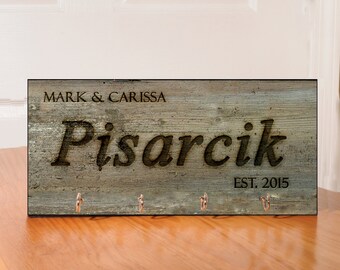 MARK & CARISSA
Pisarcik
EST. 2015